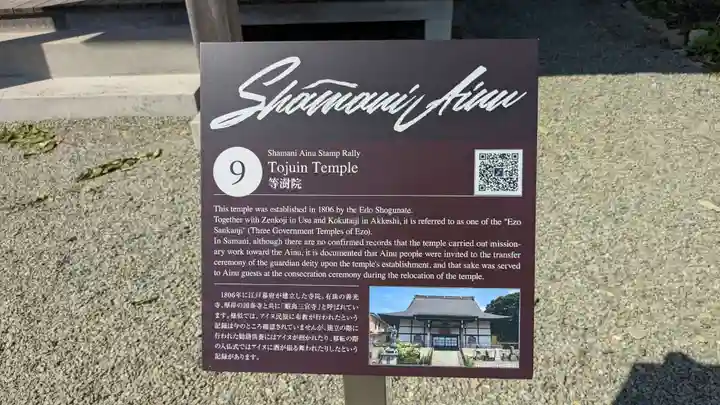 Shamani Ainu
9
Shamani Ainu Stamp Rally
Tojuin Temple
等澍院
This temple was established in 1806 by the Edo Shogunate.
Together with Zenkoji in Usu and Kokutaiji in Akkeshi, it is referred to as one of the "Ezo
Sankanji" (Three Government Temples of Ezo).
In Samani, although there are no confirmed records that the temple carried out mission-
ary work toward the Ainu, it is documented that Ainu people were invited to the transfer
ceremony of the guardian deity upon the temple's establishment, and that sake was served
to Ainu guests at the consecration ceremony during the relocation of the temple.
1806年に江戸幕府が建立した寺院。有珠の善光
寺、厚岸の国泰寺と共に「蝦夷三官寺」と呼ばれてい
ます。様似では、アイヌ民族に布教が行われたという
記録は今のところ確認されていませんが、建立の際に
行われた勧請供養にはアイヌが招かれたり、移転の際
の入仏式ではアイヌに酒が振る舞われたりしたという
記録があります。